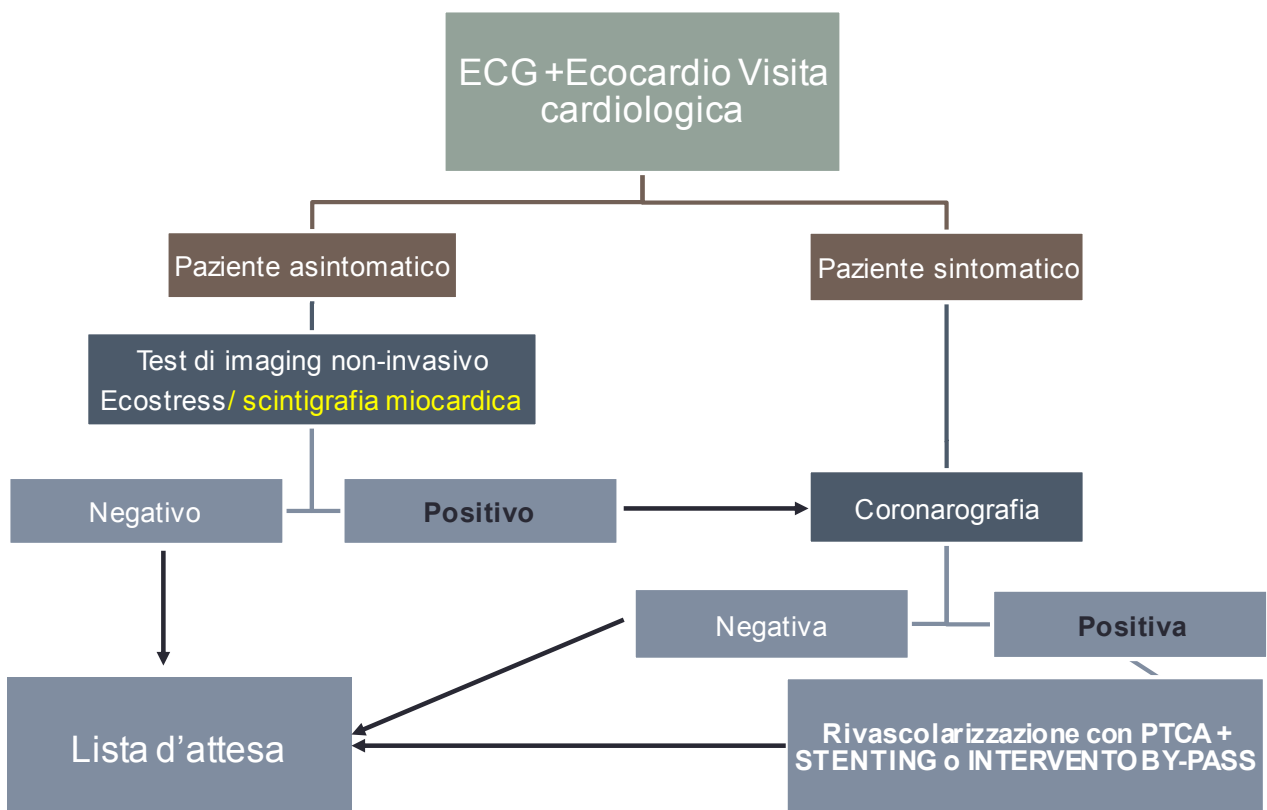 ECG +Ecocardio Visita
cardiologica
Paziente asintomatico
Paziente sintomatico
Test di imaging non-invasivo
Ecostress/ scintigrafia miocardica
Negativo
Positivo
Coronarografia
Negativa
Positiva
Lista d’attesa
Rivascolarizzazione con PTCA +
STENTING o INTERVENTO BY-PASS